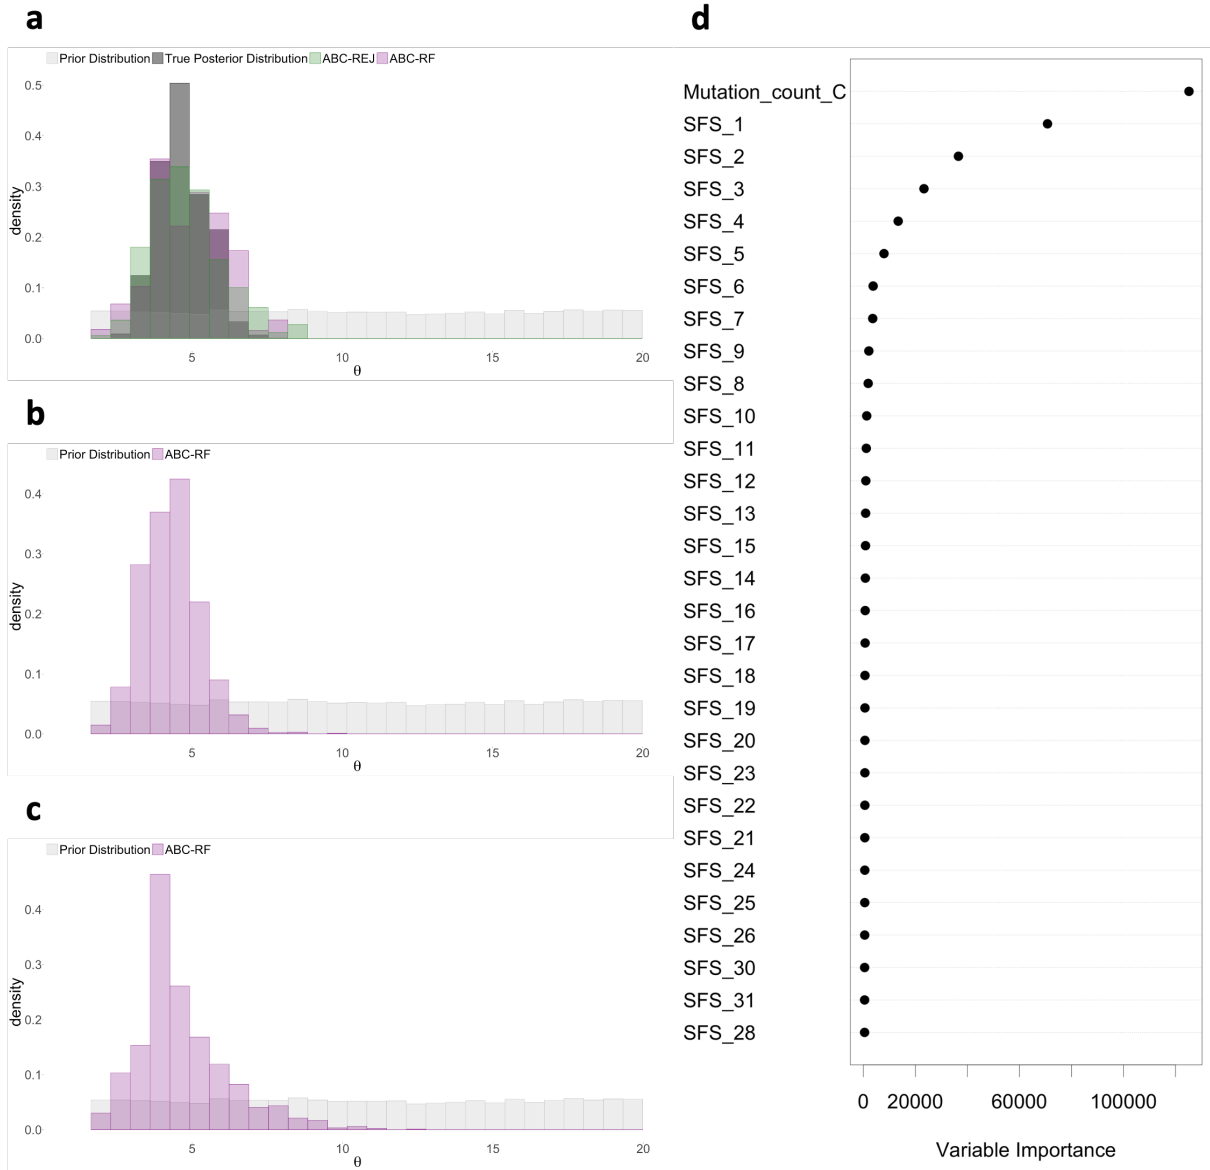 a
Prior Distribution True Posterior Distribution ABC-REJ ABC-RF
density
0.5
0.4
0.3
0.2
0.1
0.0
5 10 15 20
θ
b
Prior Distribution ABC-RF
density
0.4
0.3
0.2
0.1
0.0
5 10 15 20
θ
c
Prior Distribution ABC-RF
density
0.4
0.3
0.2
0.1
0.0
5 10 15 20
θ
d
Mutation_count_C
SFS_1
SFS_2
SFS_3
SFS_4
SFS_5
SFS_6
SFS_7
SFS_9
SFS_8
SFS_10
SFS_11
SFS_12
SFS_13
SFS_15
SFS_14
SFS_16
SFS_17
SFS_18
SFS_19
SFS_20
SFS_23
SFS_22
SFS_21
SFS_24
SFS_25
SFS_26
SFS_30
SFS_31
SFS_28
0 20000 60000 100000
Variable Importance